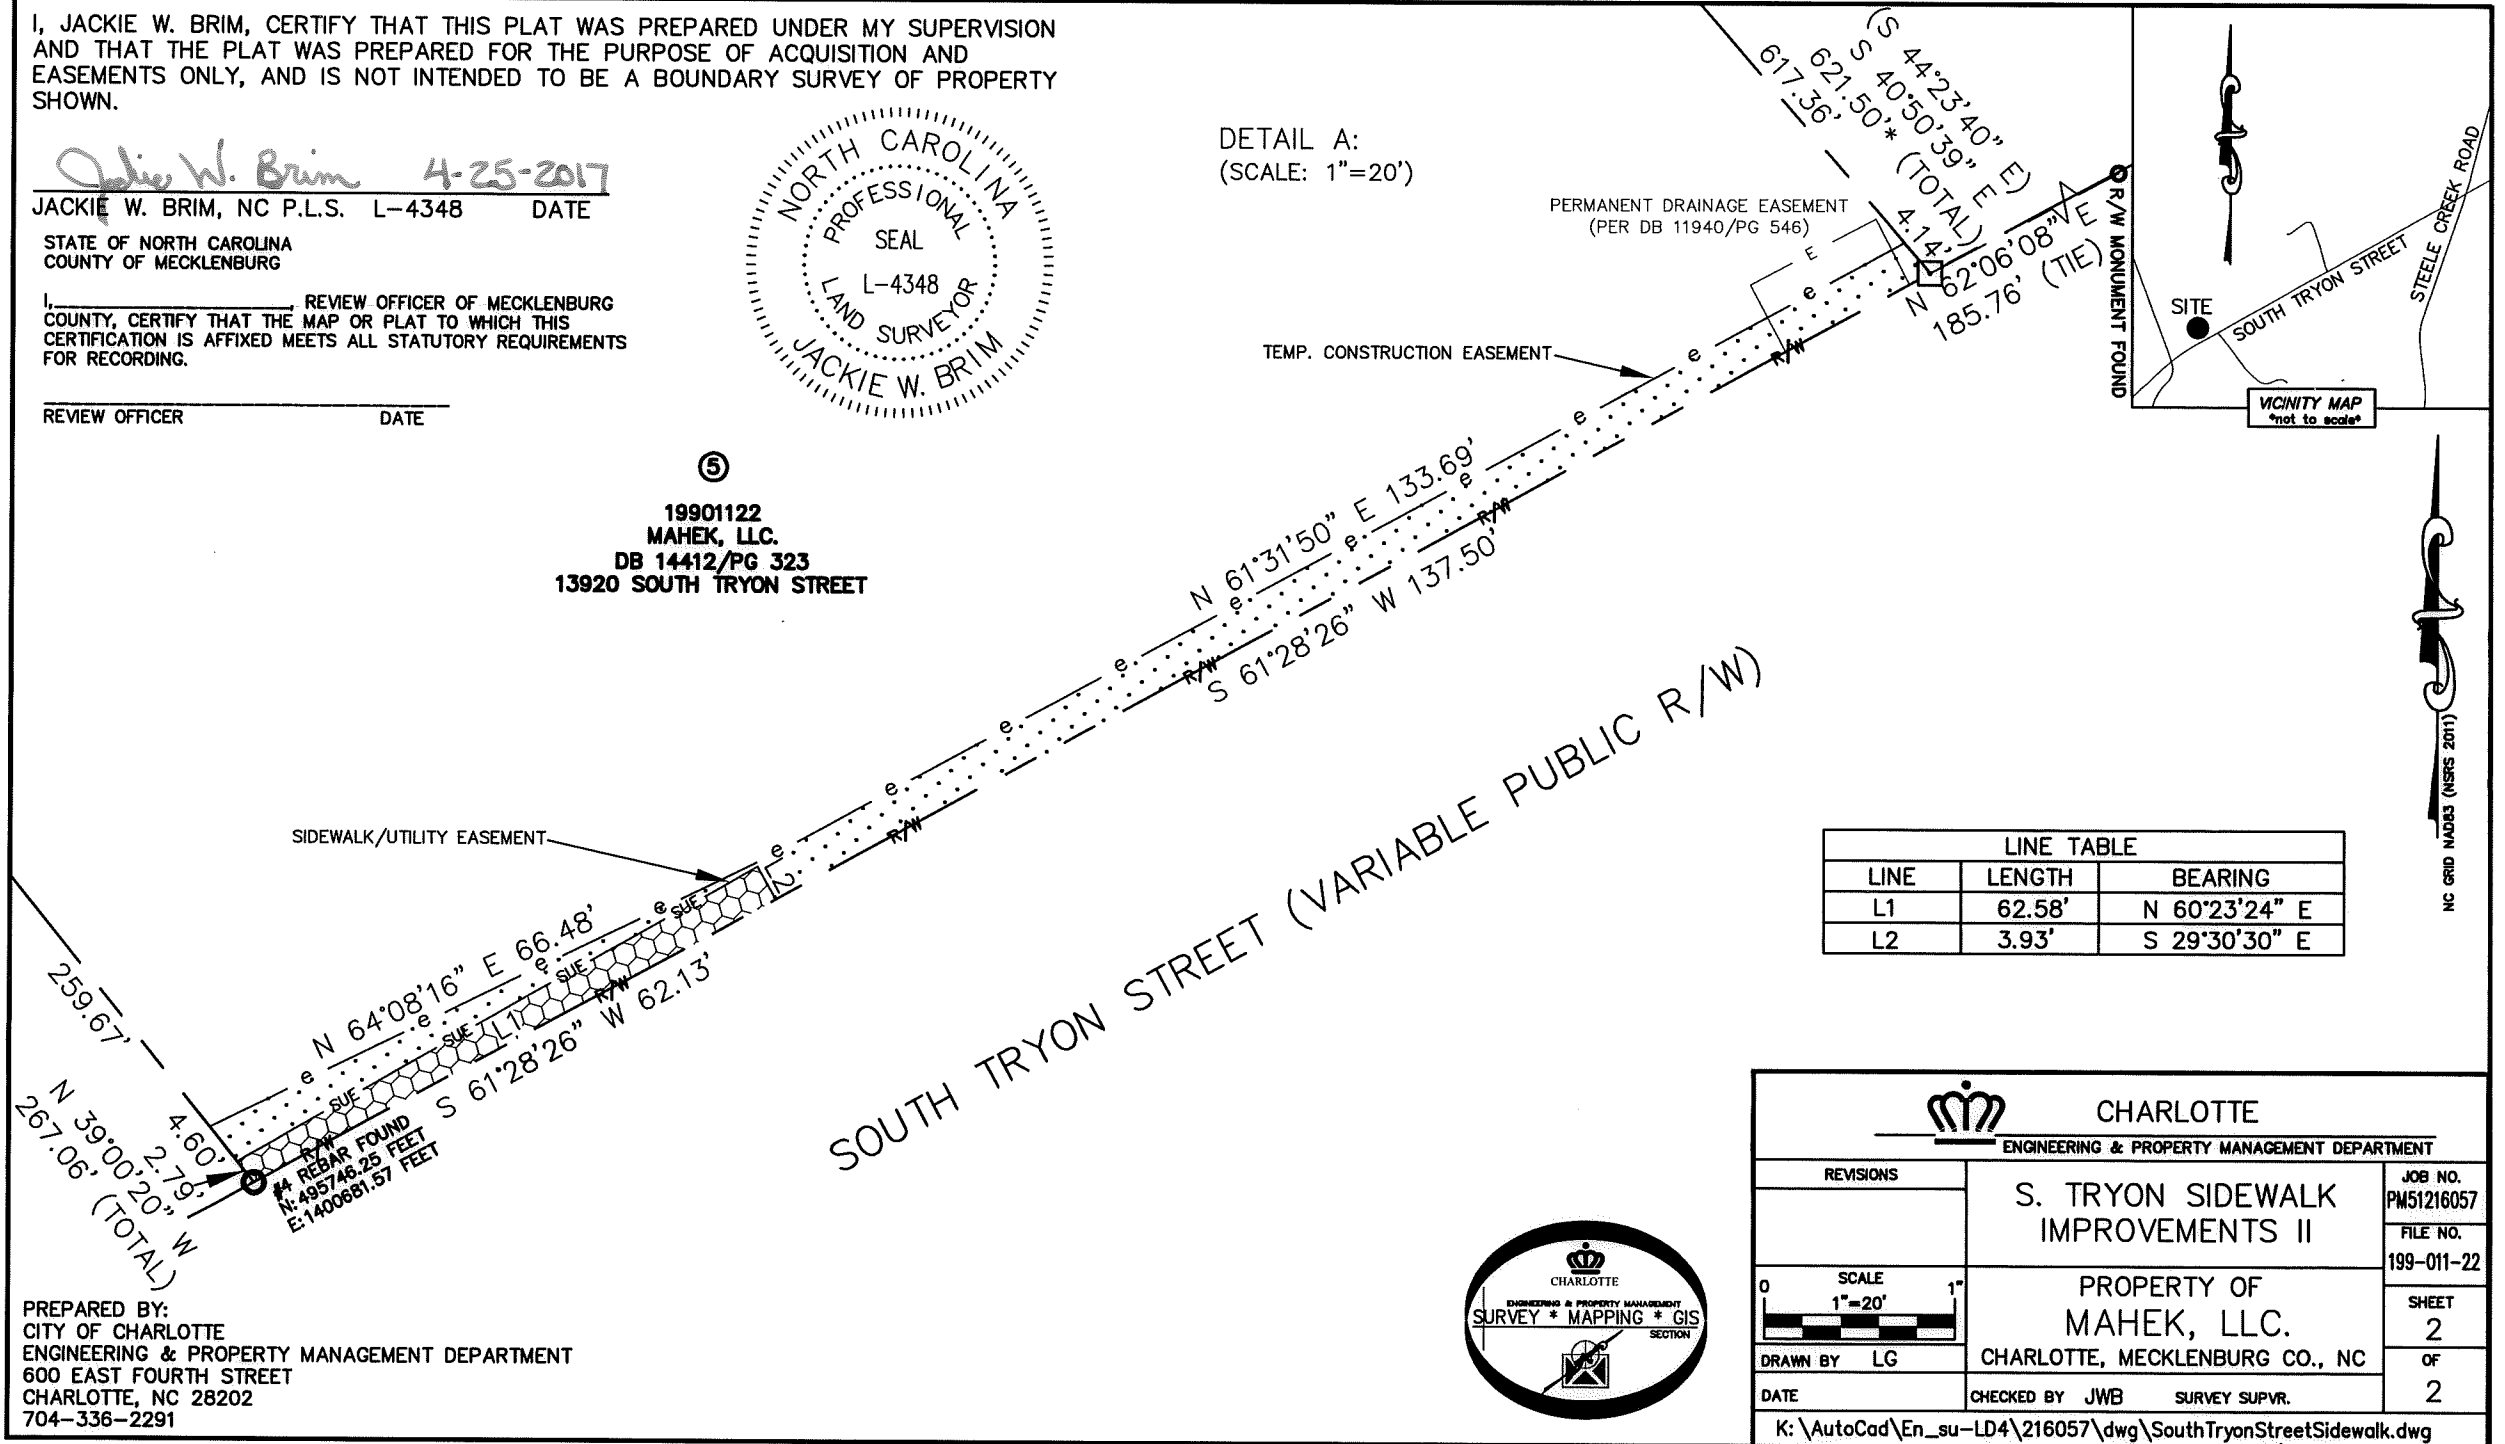 I, JACKIE W. BRIM, CERTIFY THAT THIS PLAT WAS PREPARED UNDER MY SUPERVISION
AND THAT THE PLAT WAS PREPARED FOR THE PURPOSE OF ACQUISITION AND
EASEMENTS ONLY, AND IS NOT INTENDED TO BE A BOUNDARY SURVEY OF PROPERTY
SHOWN.
Jackie W. Brim 4-25-2017
JACKIE W. BRIM, NC P.L.S. L-4348 DATE
STATE OF NORTH CAROLINA
COUNTY OF MECKLENBURG
I,____________________, REVIEW OFFICER OF MECKLENBURG
COUNTY, CERTIFY THAT THE MAP OR PLAT TO WHICH THIS
CERTIFICATION IS AFFIXED MEETS ALL STATUTORY REQUIREMENTS
FOR RECORDING.
REVIEW OFFICER DATE
NORTH CAROLINA
PROFESSIONAL
SEAL
L-4348
LAND SURVEYOR
JACKIE W. BRIM
DETAIL A:
(SCALE: 1"=20')
(S 44°23'40" E)
S 40°50'39" E
621.50'* (TOTAL)
617.36'
4.14'
PERMANENT DRAINAGE EASEMENT
(PER DB 11940/PG 546)
E
N 62°06'08" E
185.76' (TIE)
R/W MONUMENT FOUND
SITE
SOUTH TRYON STREET
STEELE CREEK ROAD
VICINITY MAP
*not to scale*
TEMP. CONSTRUCTION EASEMENT
e
e
e
e
e
e
e
e
e
e
e
R/W
R/W
R/W
R/W
5
19901122
MAHEK, LLC.
DB 14412/PG 323
13920 SOUTH TRYON STREET
N 61°31'50" E 133.69'
S 61°28'26" W 137.50'
NC GRID NAD83 (NSRS 2011)
SOUTH TRYON STREET (VARIABLE PUBLIC R/W)
SIDEWALK/UTILITY EASEMENT
L2
N 64°08'16" E 66.48'
e
e
e
e
SUE
SUE
SUE
SUE
L1
R/W
R/W
S 61°28'26" W 62.13'
259.67'
4.60'
2.79'
N 39°00'20" W
267.06' (TOTAL)
#4 REBAR FOUND
N: 495746.25 FEET
E:1400681.57 FEET
LINE TABLE
LINE LENGTH BEARING
L1 62.58' N 60°23'24" E
L2 3.93' S 29°30'30" E
PREPARED BY:
CITY OF CHARLOTTE
ENGINEERING & PROPERTY MANAGEMENT DEPARTMENT
600 EAST FOURTH STREET
CHARLOTTE, NC 28202
704-336-2291
CHARLOTTE
ENGINEERING & PROPERTY MANAGEMENT
SURVEY * MAPPING * GIS
SECTION
CHARLOTTE
ENGINEERING & PROPERTY MANAGEMENT DEPARTMENT
REVISIONS
S. TRYON SIDEWALK
IMPROVEMENTS II
JOB NO.
PM51216057
FILE NO.
199-011-22
0 SCALE 1"
1"=20'
PROPERTY OF
MAHEK, LLC.
CHARLOTTE, MECKLENBURG CO., NC
SHEET
2
OF
2
DRAWN BY LG
DATE
CHECKED BY JWB SURVEY SUPVR.
K:\AutoCad\En_su-LD4\216057\dwg\SouthTryonStreetSidewalk.dwg